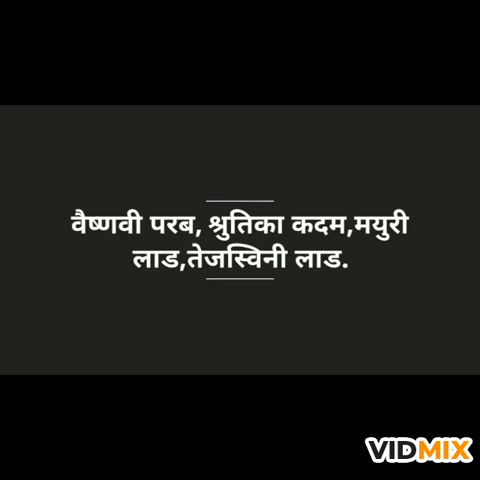 वैष्णवी परब, श्रुतिका कदम,मयुरी
लाड,तेजस्विनी लाड.
VIDMIX